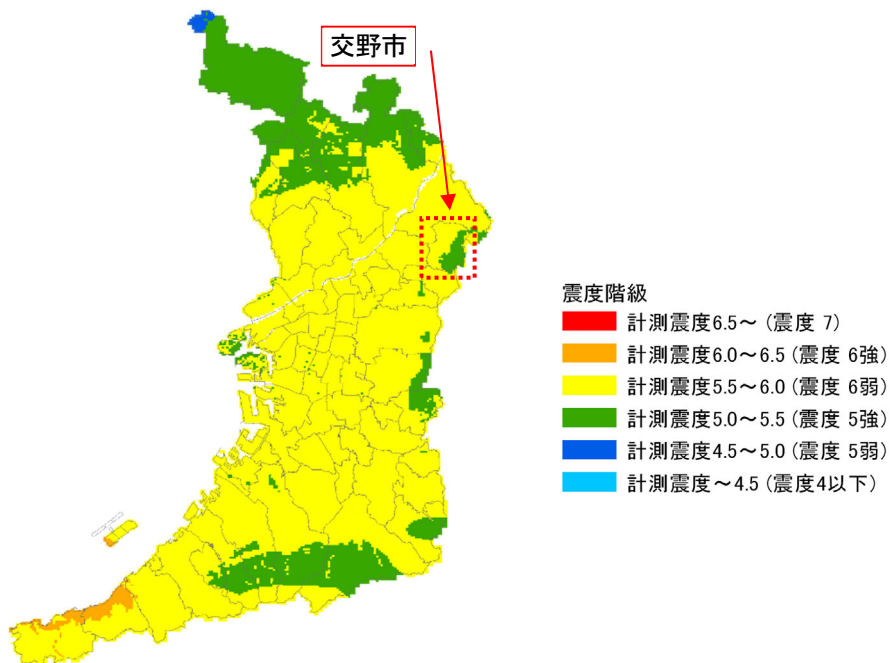 交野市
震度階級
計測震度6.5～ (震度 7)
計測震度6.0～6.5 (震度 6強)
計測震度5.5～6.0 (震度 6弱)
計測震度5.0～5.5 (震度 5強)
計測震度4.5～5.0 (震度 5弱)
計測震度～4.5 (震度4以下)